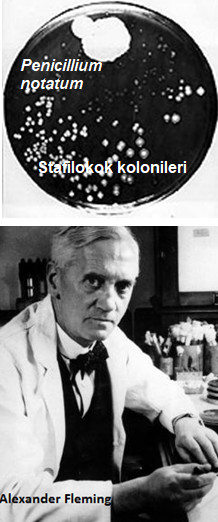 Penicillium
notatum
Stafilokok kolonileri
Alexander Fleming